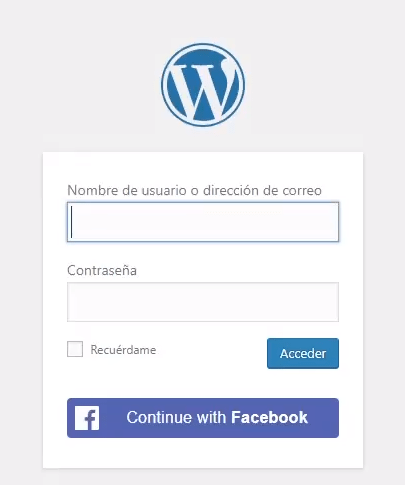 Nombre de usuario o dirección de correo
Contraseña
Recuérdame
Acceder
Continue with Facebook